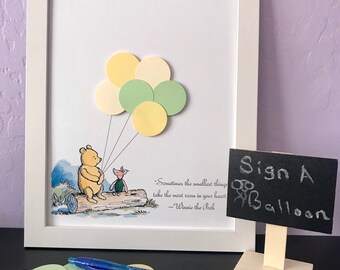 "Sometimes the smallest things
take the most room in your heart."
~Winnie the Pooh
Sign A
Balloon